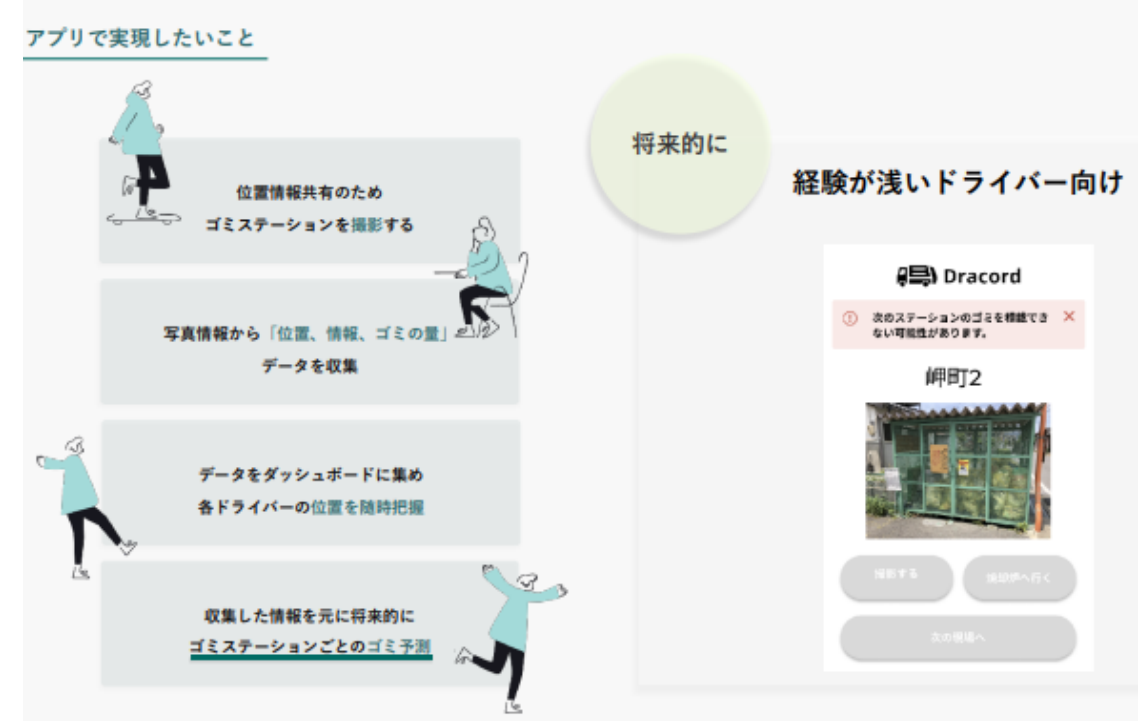 アプリで実現したいこと
位置情報共有のため
ゴミステーションを撮影する
写真情報から「位置、情報、ゴミの量」
データを収集
データをダッシュボードに集め
各ドライバーの位置を随時把握
収集した情報を元に将来的に
ゴミステーションごとのゴミ予測
将来的に
経験が浅いドライバー向け
Dracord
次のステーションのゴミを積載でき
ない可能性があります。
岬町2
撮影する
焼却炉へ行く
次の現場へ